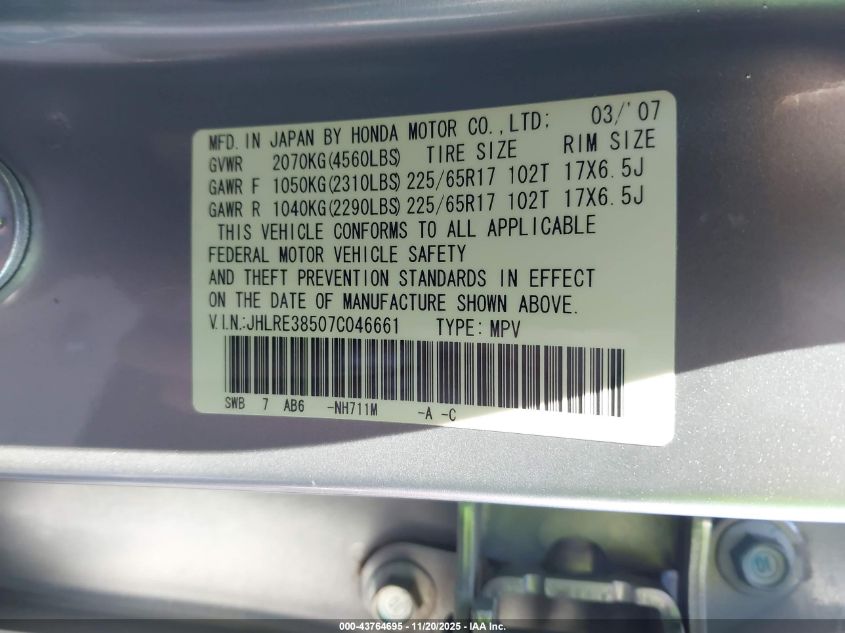 MFD. IN JAPAN BY HONDA MOTOR CO.,LTD; 03/'07
GVWR 2070KG(4560LBS) TIRE SIZE RIM SIZE
GAWR F 1050KG(2310LBS) 225/65R17 102T 17X6.5J
GAWR R 1040KG(2290LBS) 225/65R17 102T 17X6.5J
THIS VEHICLE CONFORMS TO ALL APPLICABLE
FEDERAL MOTOR VEHICLE SAFETY
AND THEFT PREVENTION STANDARDS IN EFFECT
ON THE DATE OF MANUFACTURE SHOWN ABOVE.
V.I.N.:JHLRE38507C046661 TYPE: MPV
SWB 7 AB6 -NH711M -A -C
000-43764695 - 11/20/2025 - IAA Inc.